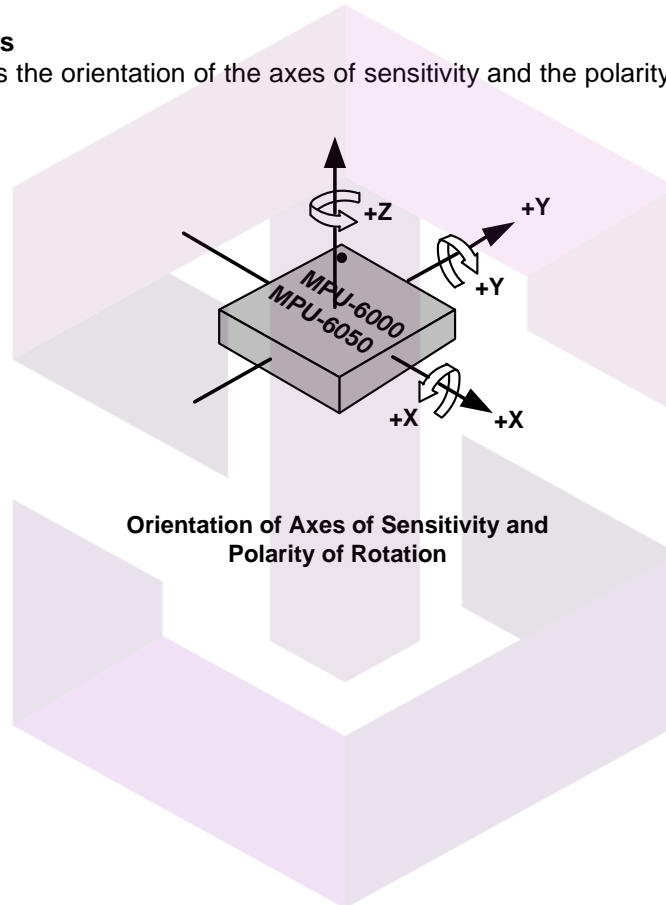 s
s the orientation of the axes of sensitivity and the polarity
+Z
+Y
+Y
MPU-6000
MPU-6050
+X
+X
Orientation of Axes of Sensitivity and
Polarity of Rotation